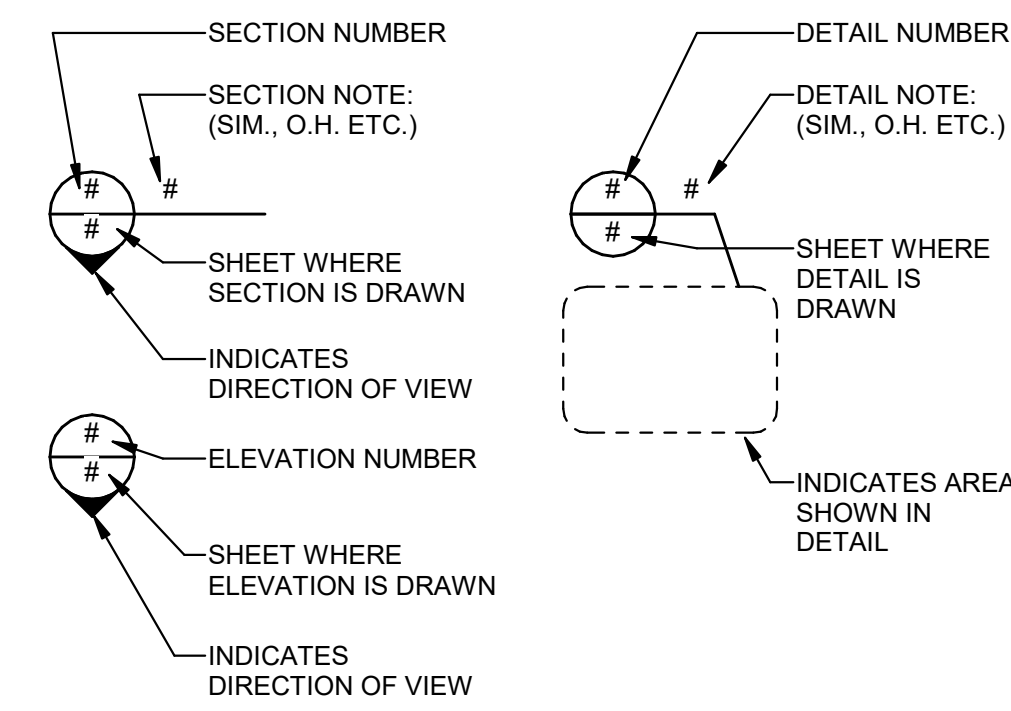 SECTION NUMBER
SECTION NOTE:
(SIM., O.H. ETC.)
#
#
#
SHEET WHERE
SECTION IS DRAWN
INDICATES
DIRECTION OF VIEW
#
ELEVATION NUMBER
#
SHEET WHERE
ELEVATION IS DRAWN
INDICATES
DIRECTION OF VIEW
DETAIL NUMBER
DETAIL NOTE:
(SIM., O.H. ETC.)
#
#
#
SHEET WHERE
DETAIL IS
DRAWN
INDICATES AREA
SHOWN IN
DETAIL